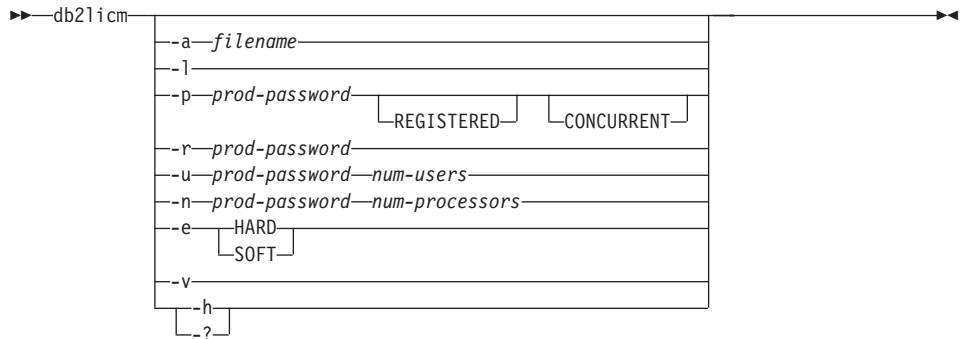 db2licm
-a filename
-l
-p prod-password
REGISTERED CONCURRENT
-r prod-password
-u prod-password num-users
-n prod-password num-processors
-e HARD
SOFT
-v
-h
-?